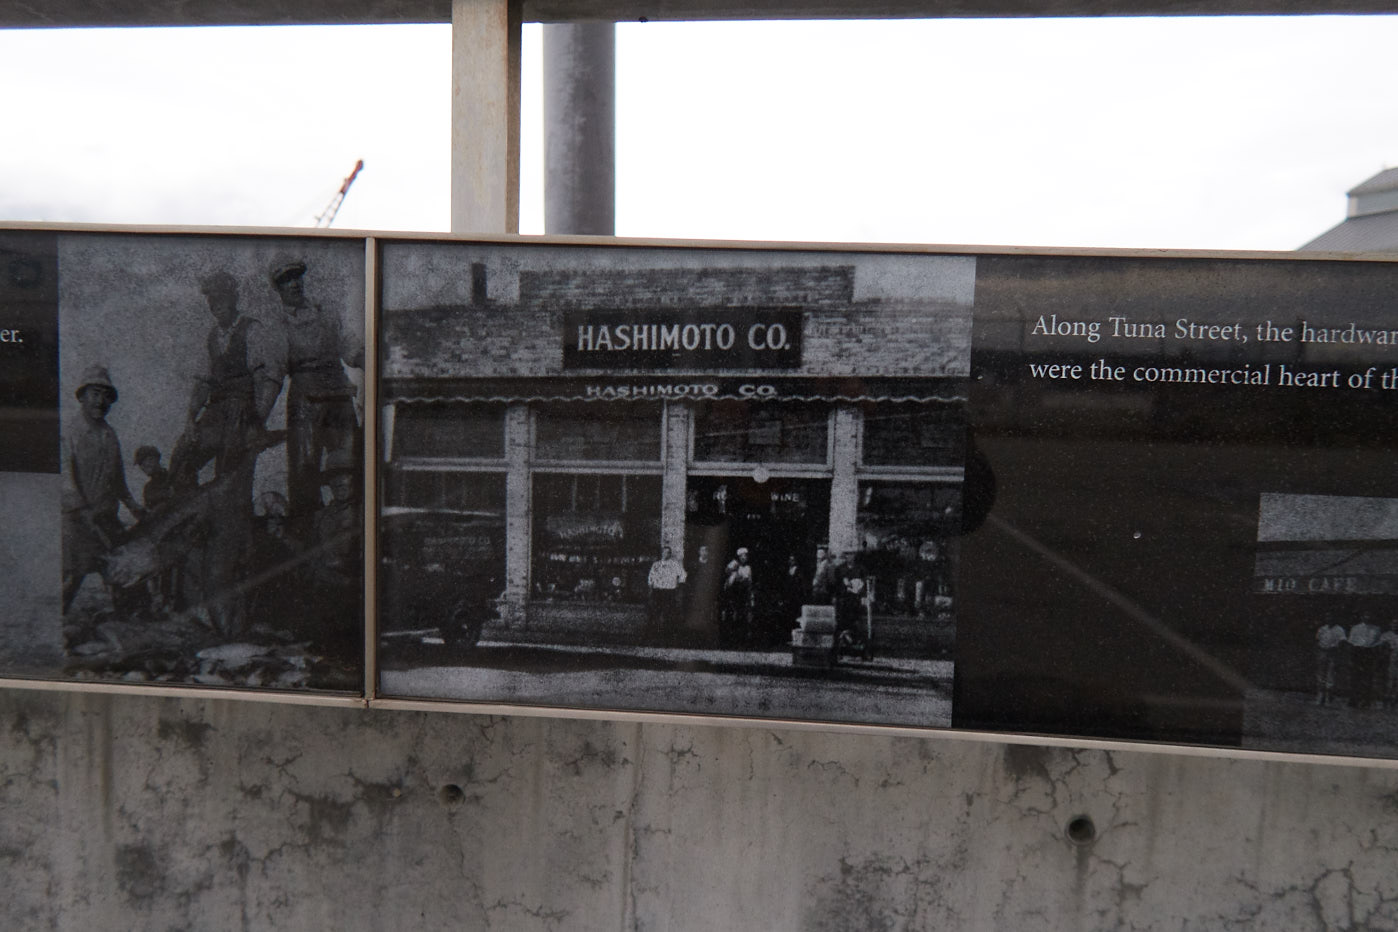 er.
HASHIMOTO CO.
HASHIMOTO CO.
WINE
Along Tuna Street, the hardwar
were the commercial heart of th
MIO CAFE